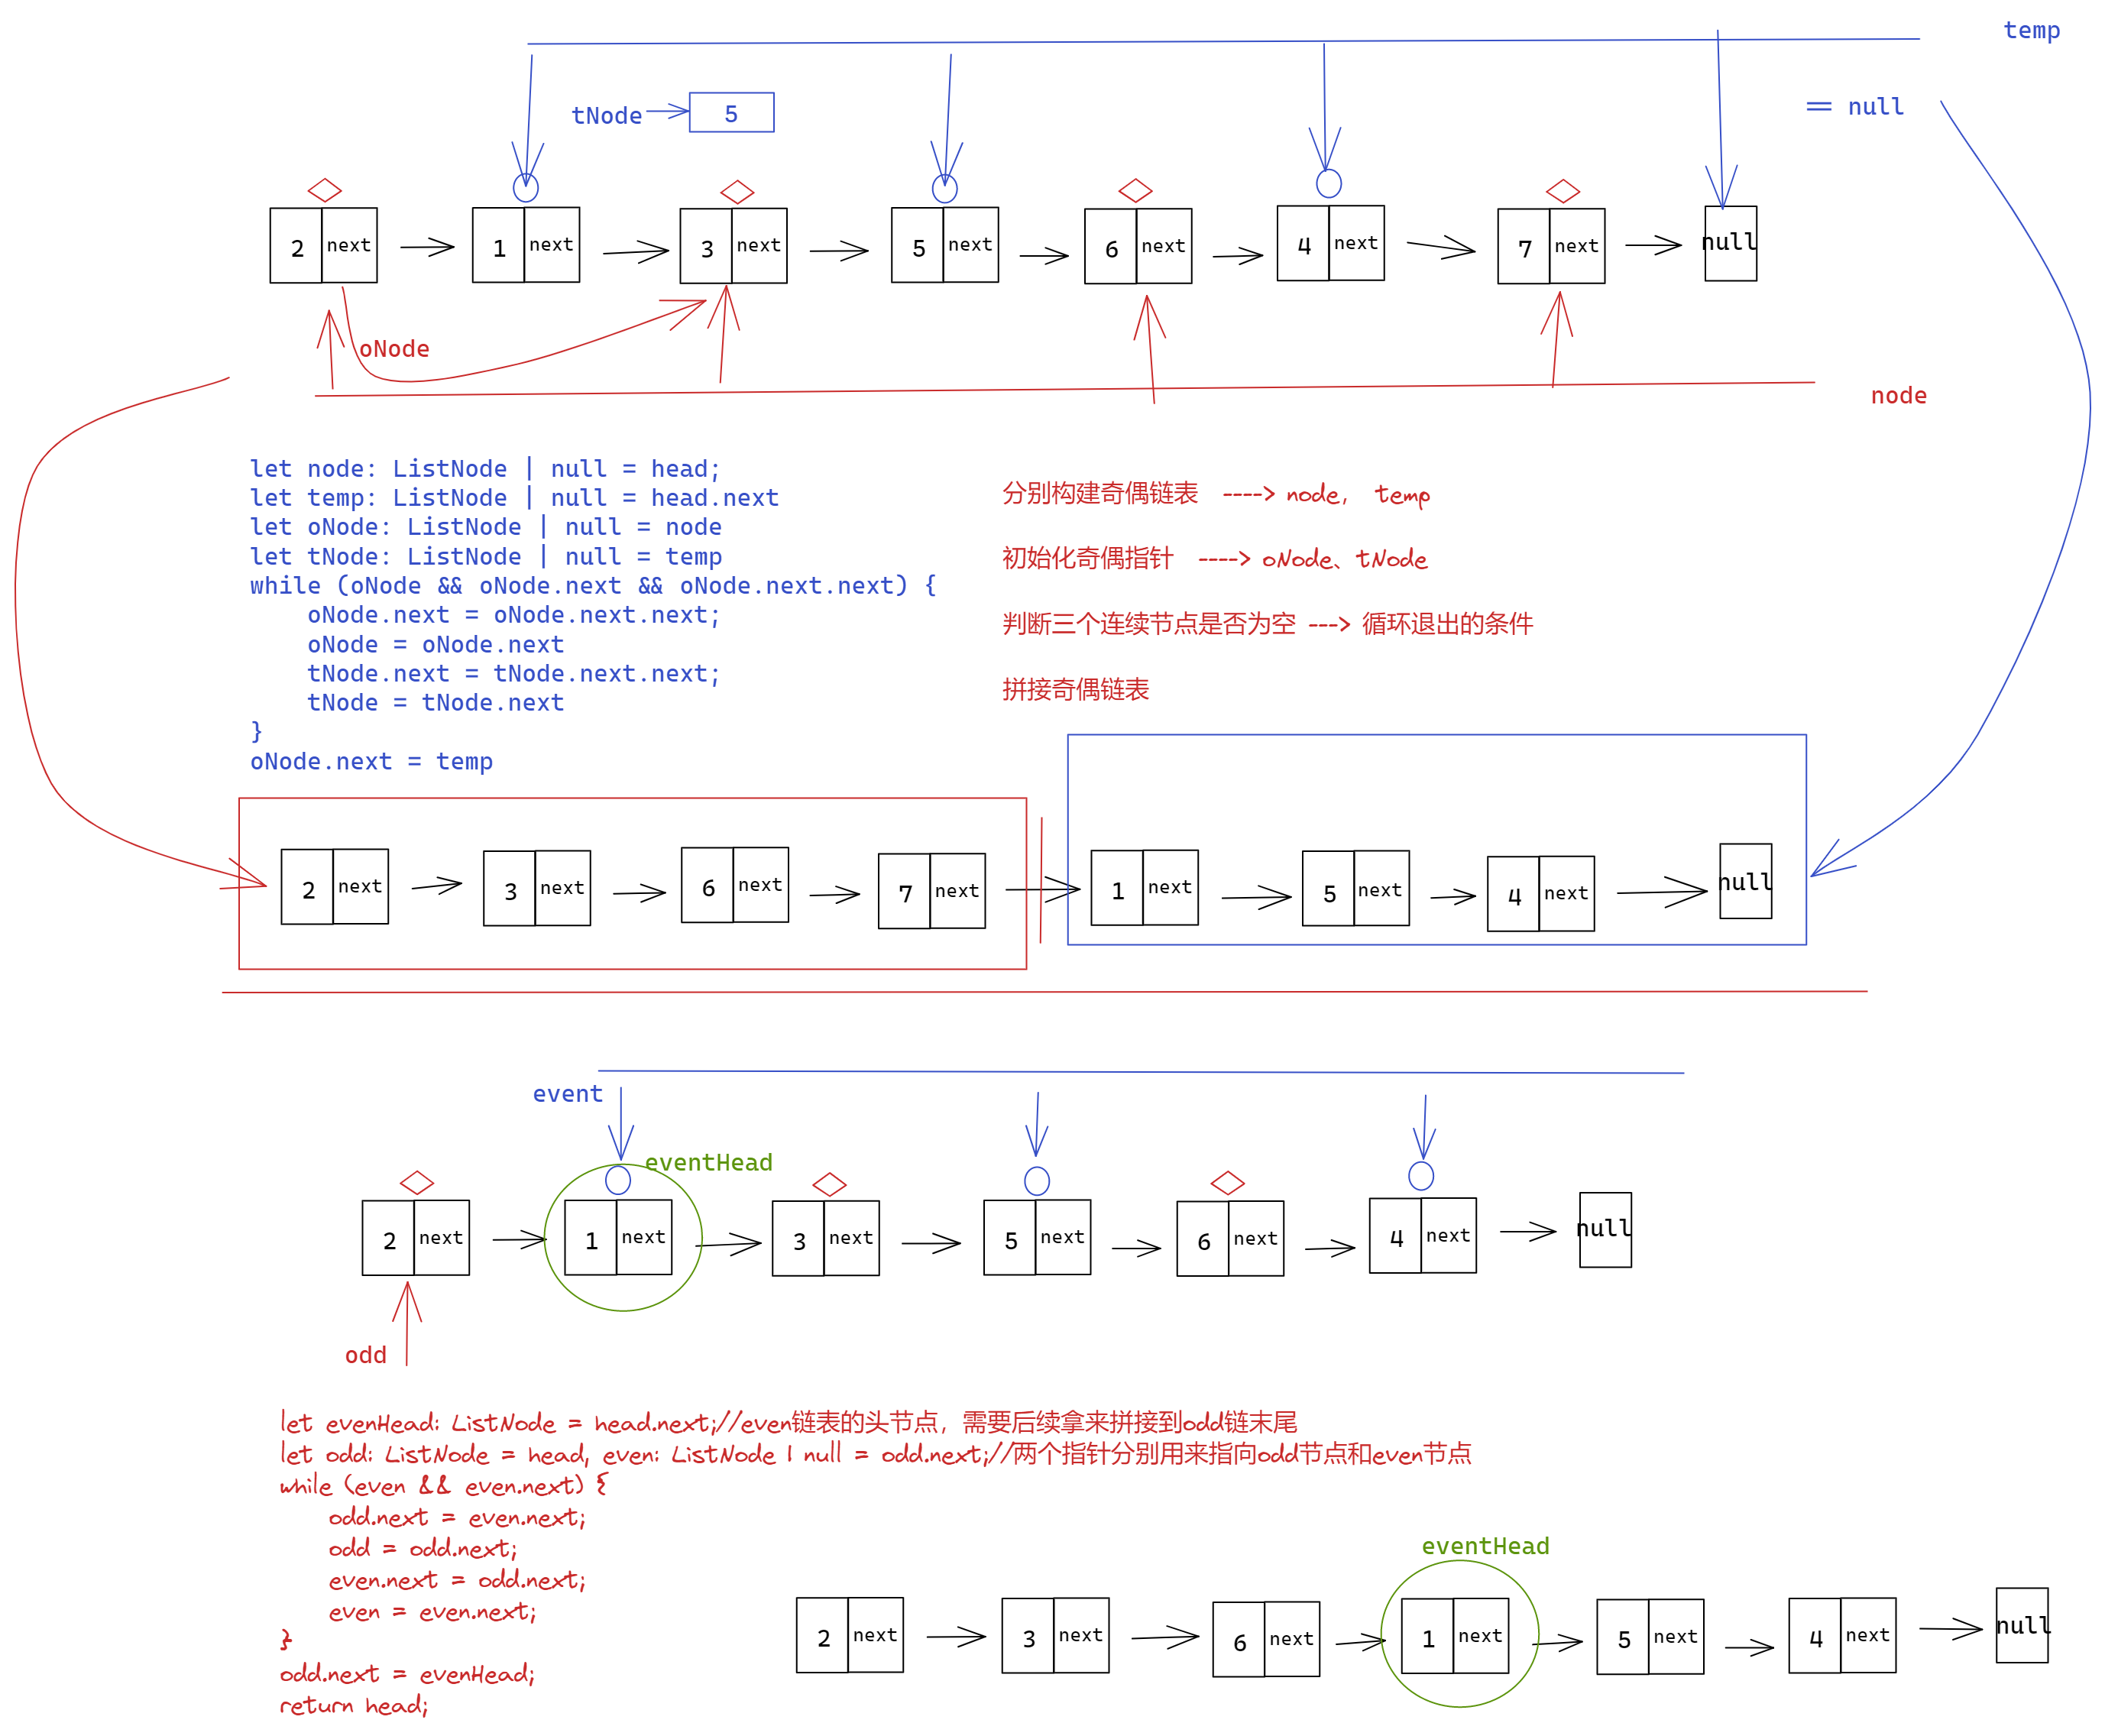 temp
== null
tNode
5
2 next 1 next 3 next 5 next 6 next 4 next 7 next null
oNode
node
let node: ListNode | null = head;
let temp: ListNode | null = head.next
let oNode: ListNode | null = node
let tNode: ListNode | null = temp
while (oNode && oNode.next && oNode.next.next) {
    oNode.next = oNode.next.next;
    oNode = oNode.next
    tNode.next = tNode.next.next;
    tNode = tNode.next
}
oNode.next = temp
分别构建奇偶链表 ----> node, temp
初始化奇偶指针 ----> oNode、tNode
判断三个连续节点是否为空 ---> 循环退出的条件
拼接奇偶链表
2 next 3 next 6 next 7 next 1 next 5 next 4 next null
event
eventHead
2 next 1 next 3 next 5 next 6 next 4 next null
odd
let evenHead: ListNode = head.next;//even链表的头节点，需要后续拿来拼接到odd链末尾
let odd: ListNode = head, even: ListNode | null = odd.next;//两个指针分别用来指向odd节点和even节点
while (even && even.next) {
    odd.next = even.next;
    odd = odd.next;
    even.next = odd.next;
    even = even.next;
}
odd.next = evenHead;
return head;
eventHead
2 next 3 next 6 next 1 next 5 next 4 next null